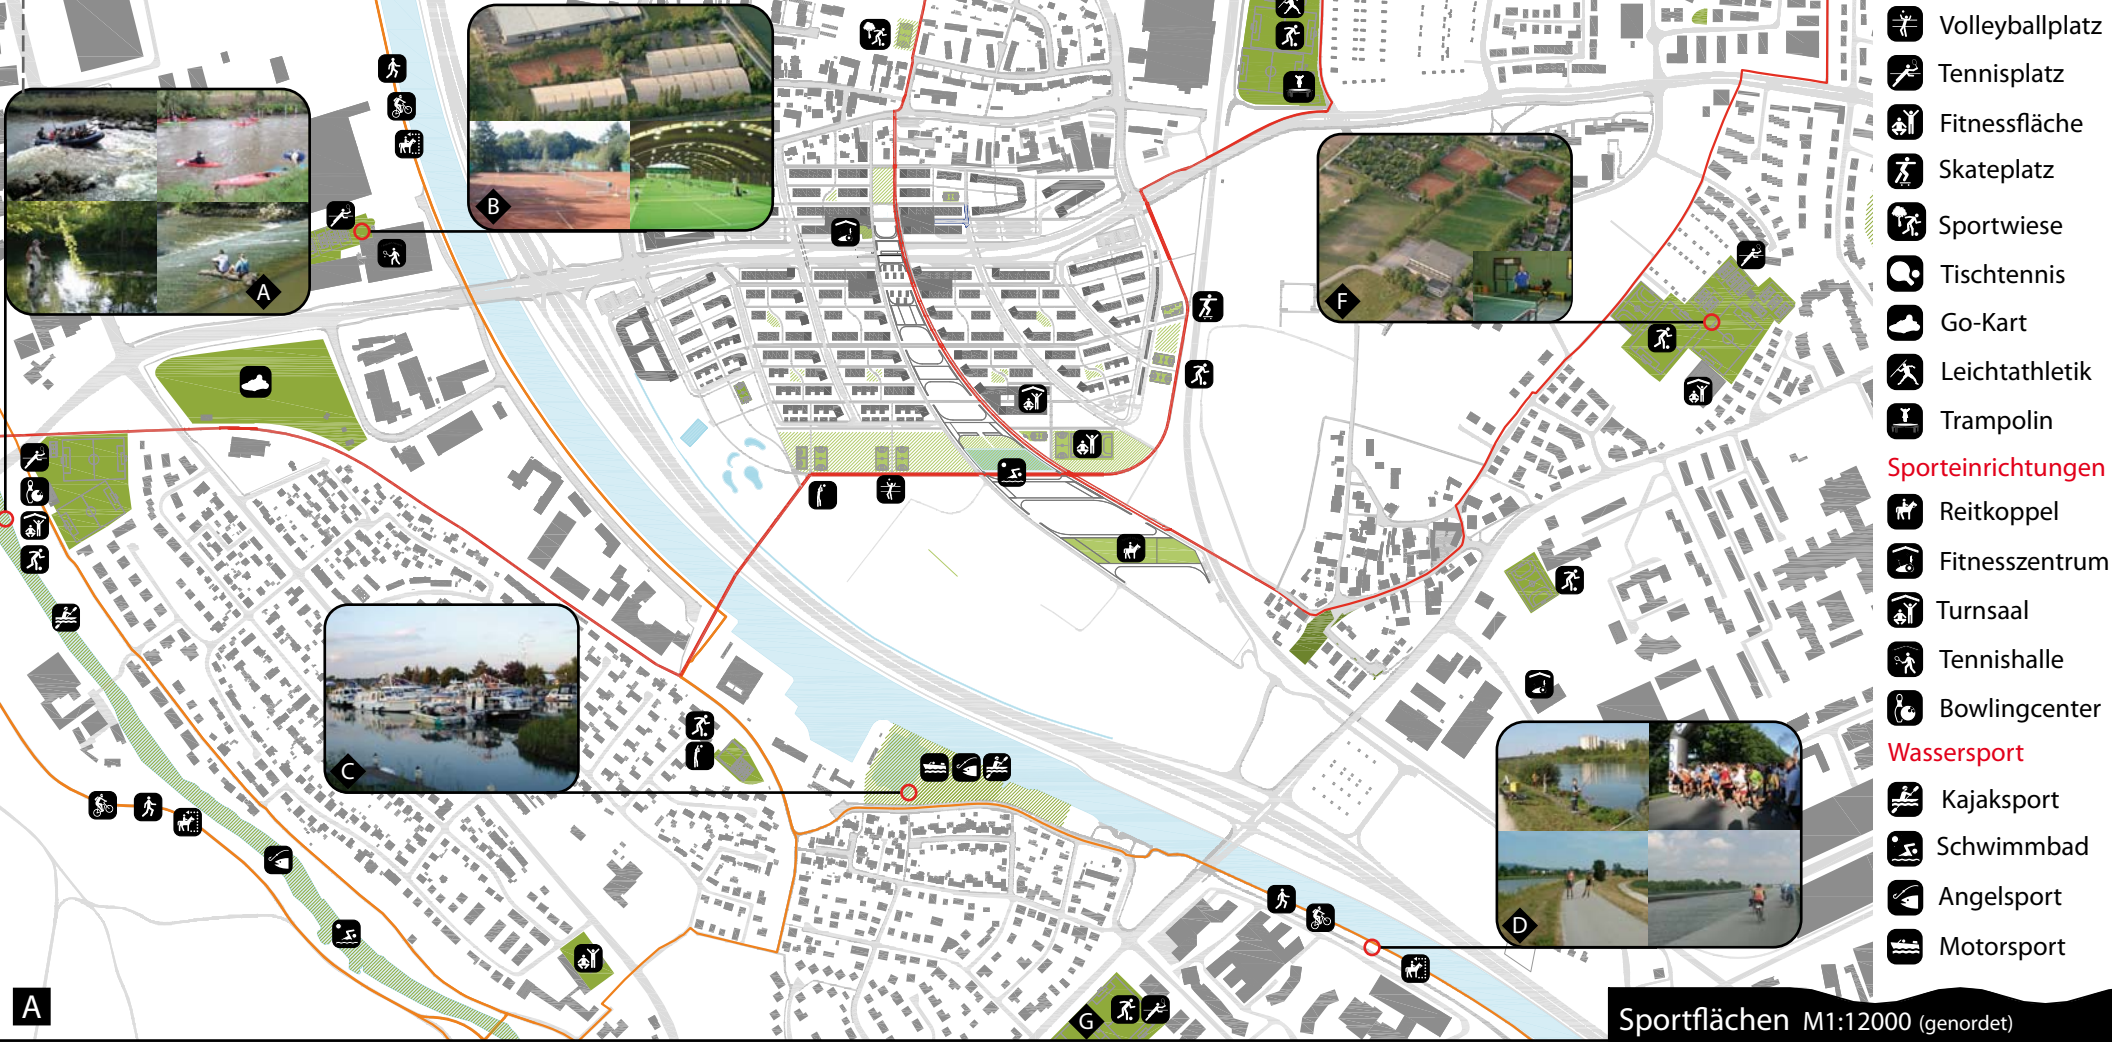 Volleyballplatz
Tennisplatz
Fitnessfläche
Skateplatz
Sportwiese
Tischtennis
Go-Kart
Leichtathletik
Trampolin
Sporteinrichtungen
Reitkoppel
Fitnesszentrum
Turnsaal
Tennishalle
Bowlingcenter
Wassersport
Kajaksport
Schwimmbad
Angelsport
Motorsport
A
B
F
C
D
G
A
Sportflächen M1:12000 (genordet)